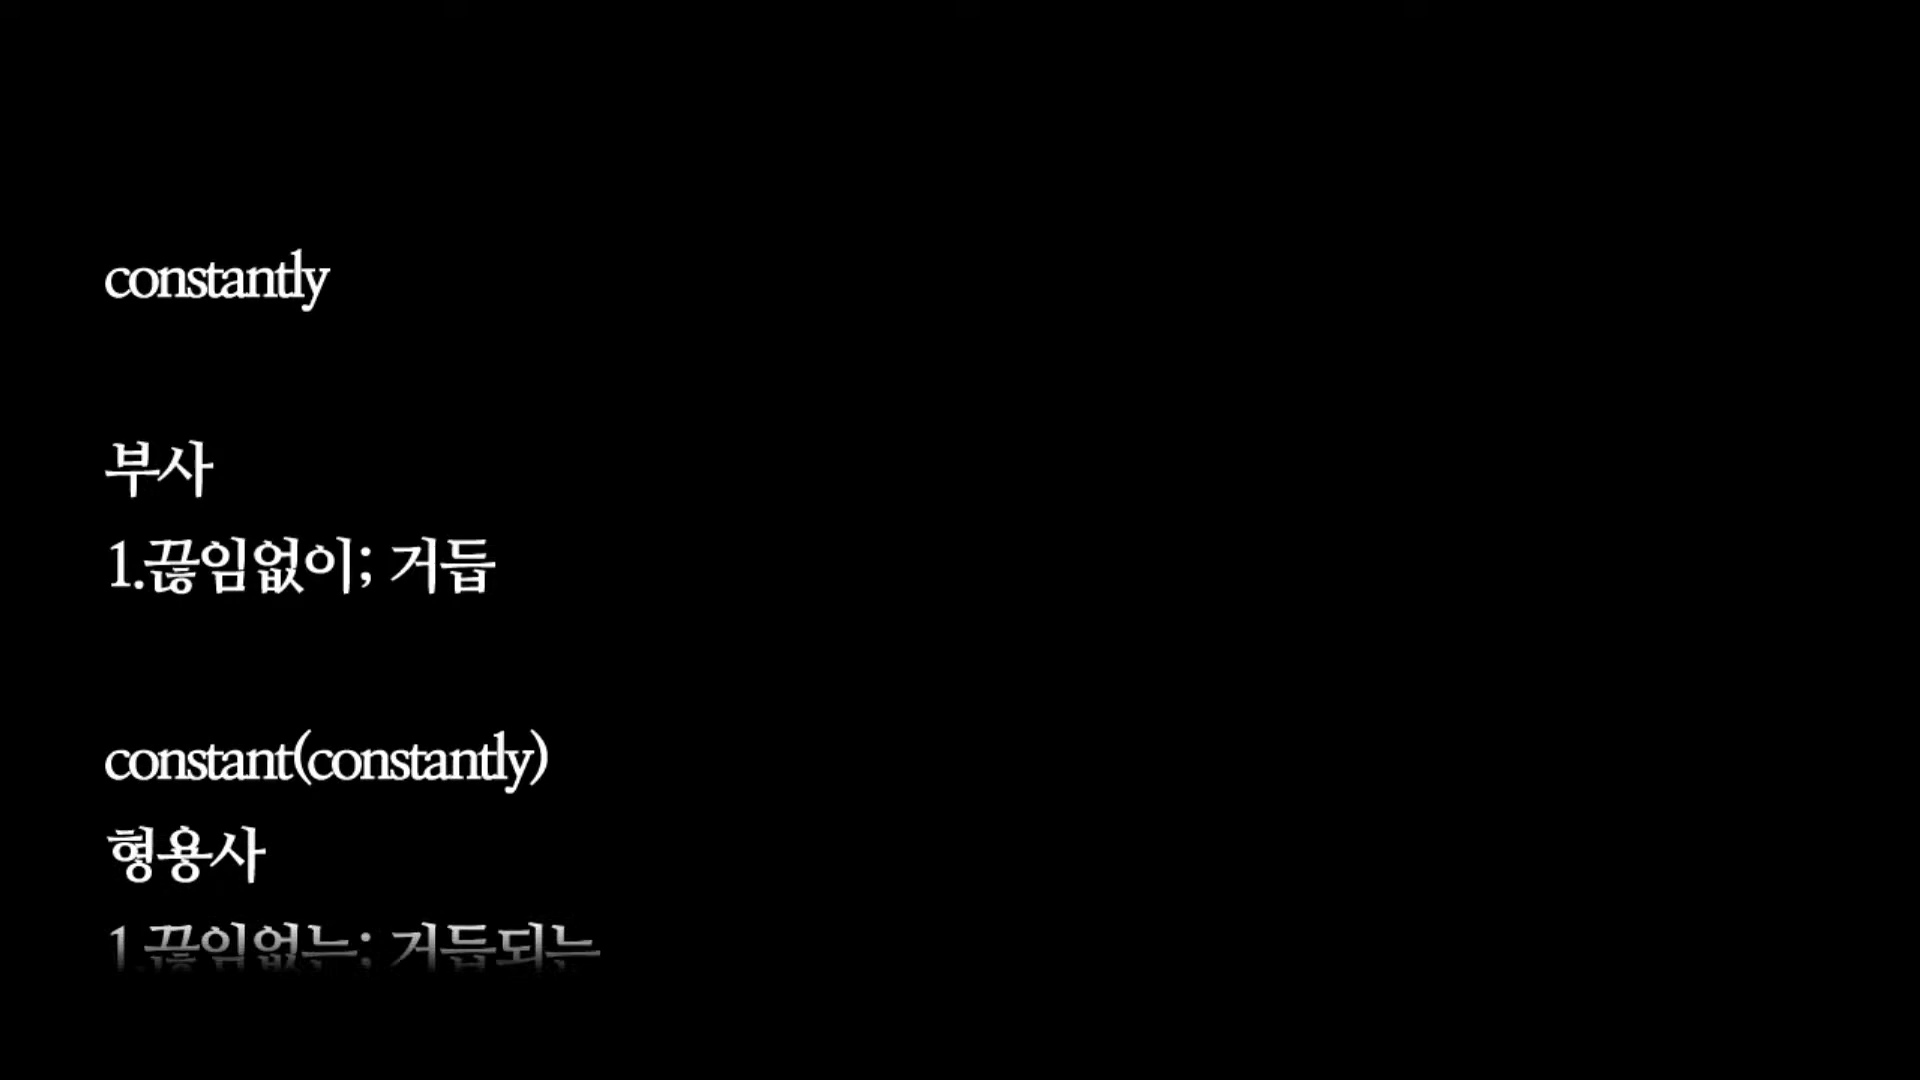 constantly
부사
1.끊임없이; 거듭
constant(constantly)
형용사
1.끊임없는; 거듭되는